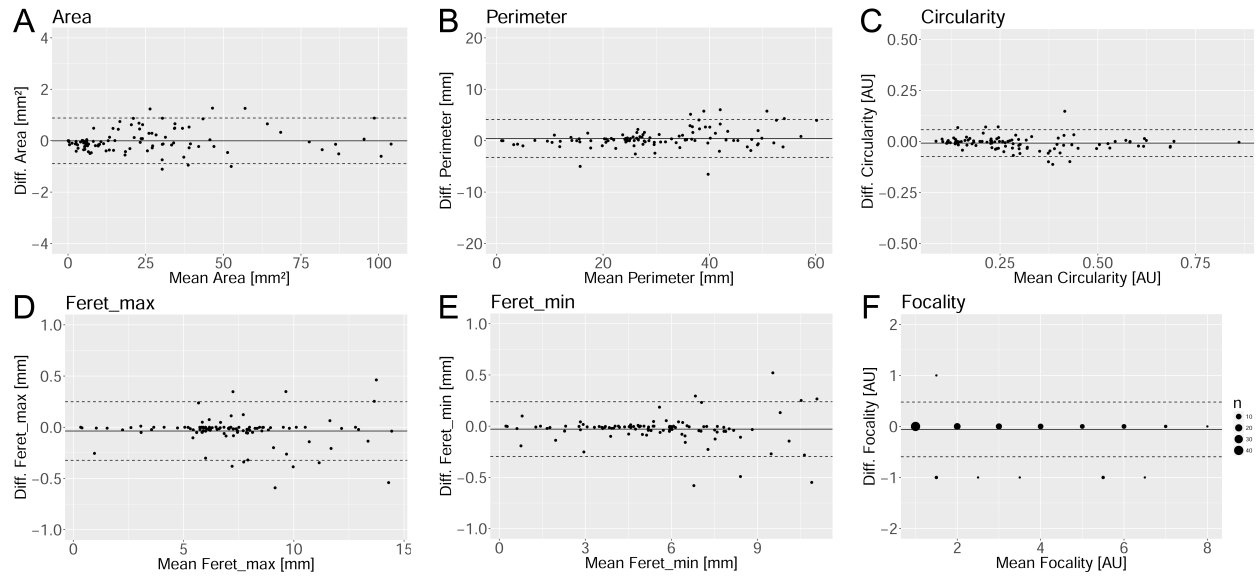 A Area
Diff. Area [mm²]
4
2
0
−2
−4
0 25 50 75 100
Mean Area [mm²]
B Perimeter
Diff. Perimeter [mm]
20
10
0
−10
−20
0 20 40 60
Mean Perimeter [mm]
C Circularity
Diff. Circularity [AU]
0.50
0.25
0.00
−0.25
−0.50
0.25 0.50 0.75
Mean Circularity [AU]
D Feret_max
Diff. Feret_max [mm]
1.0
0.5
0.0
−0.5
−1.0
0 5 10 15
Mean Feret_max [mm]
E Feret_min
Diff. Feret_min [mm]
1.0
0.5
0.0
−0.5
−1.0
0 3 6 9
Mean Feret_min [mm]
F Focality
Diff. Focality [AU]
2
1
0
−1
−2
2 4 6 8
Mean Focality [AU]
n
10
20
30
40